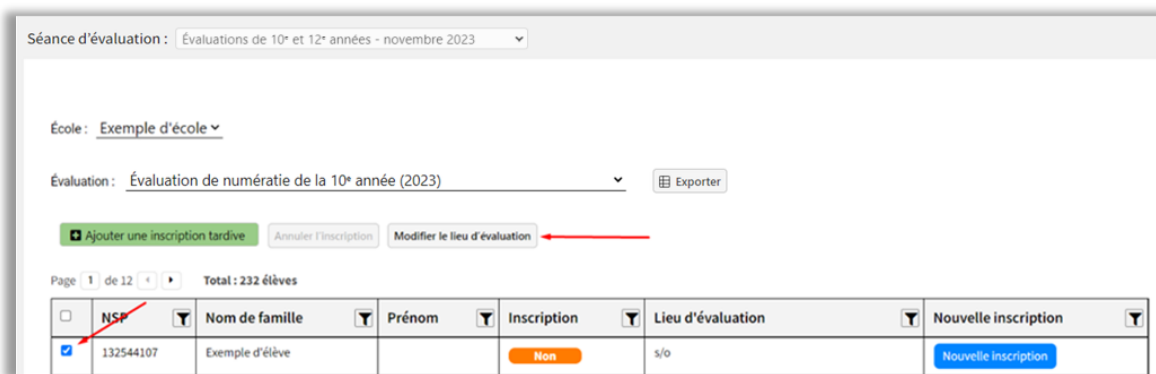 Séance d'évaluation : Évaluations de 10ᵉ et 12ᵉ années - novembre 2023
École : Exemple d'école
Évaluation : Évaluation de numératie de la 10ᵉ année (2023) Exporter
Ajouter une inscription tardive Annuler l'inscription Modifier le lieu d'évaluation
Page 1 de 12 Total : 232 élèves
NSP Nom de famille Prénom Inscription Lieu d'évaluation Nouvelle inscription
132544107 Exemple d'élève Non s/o Nouvelle inscription